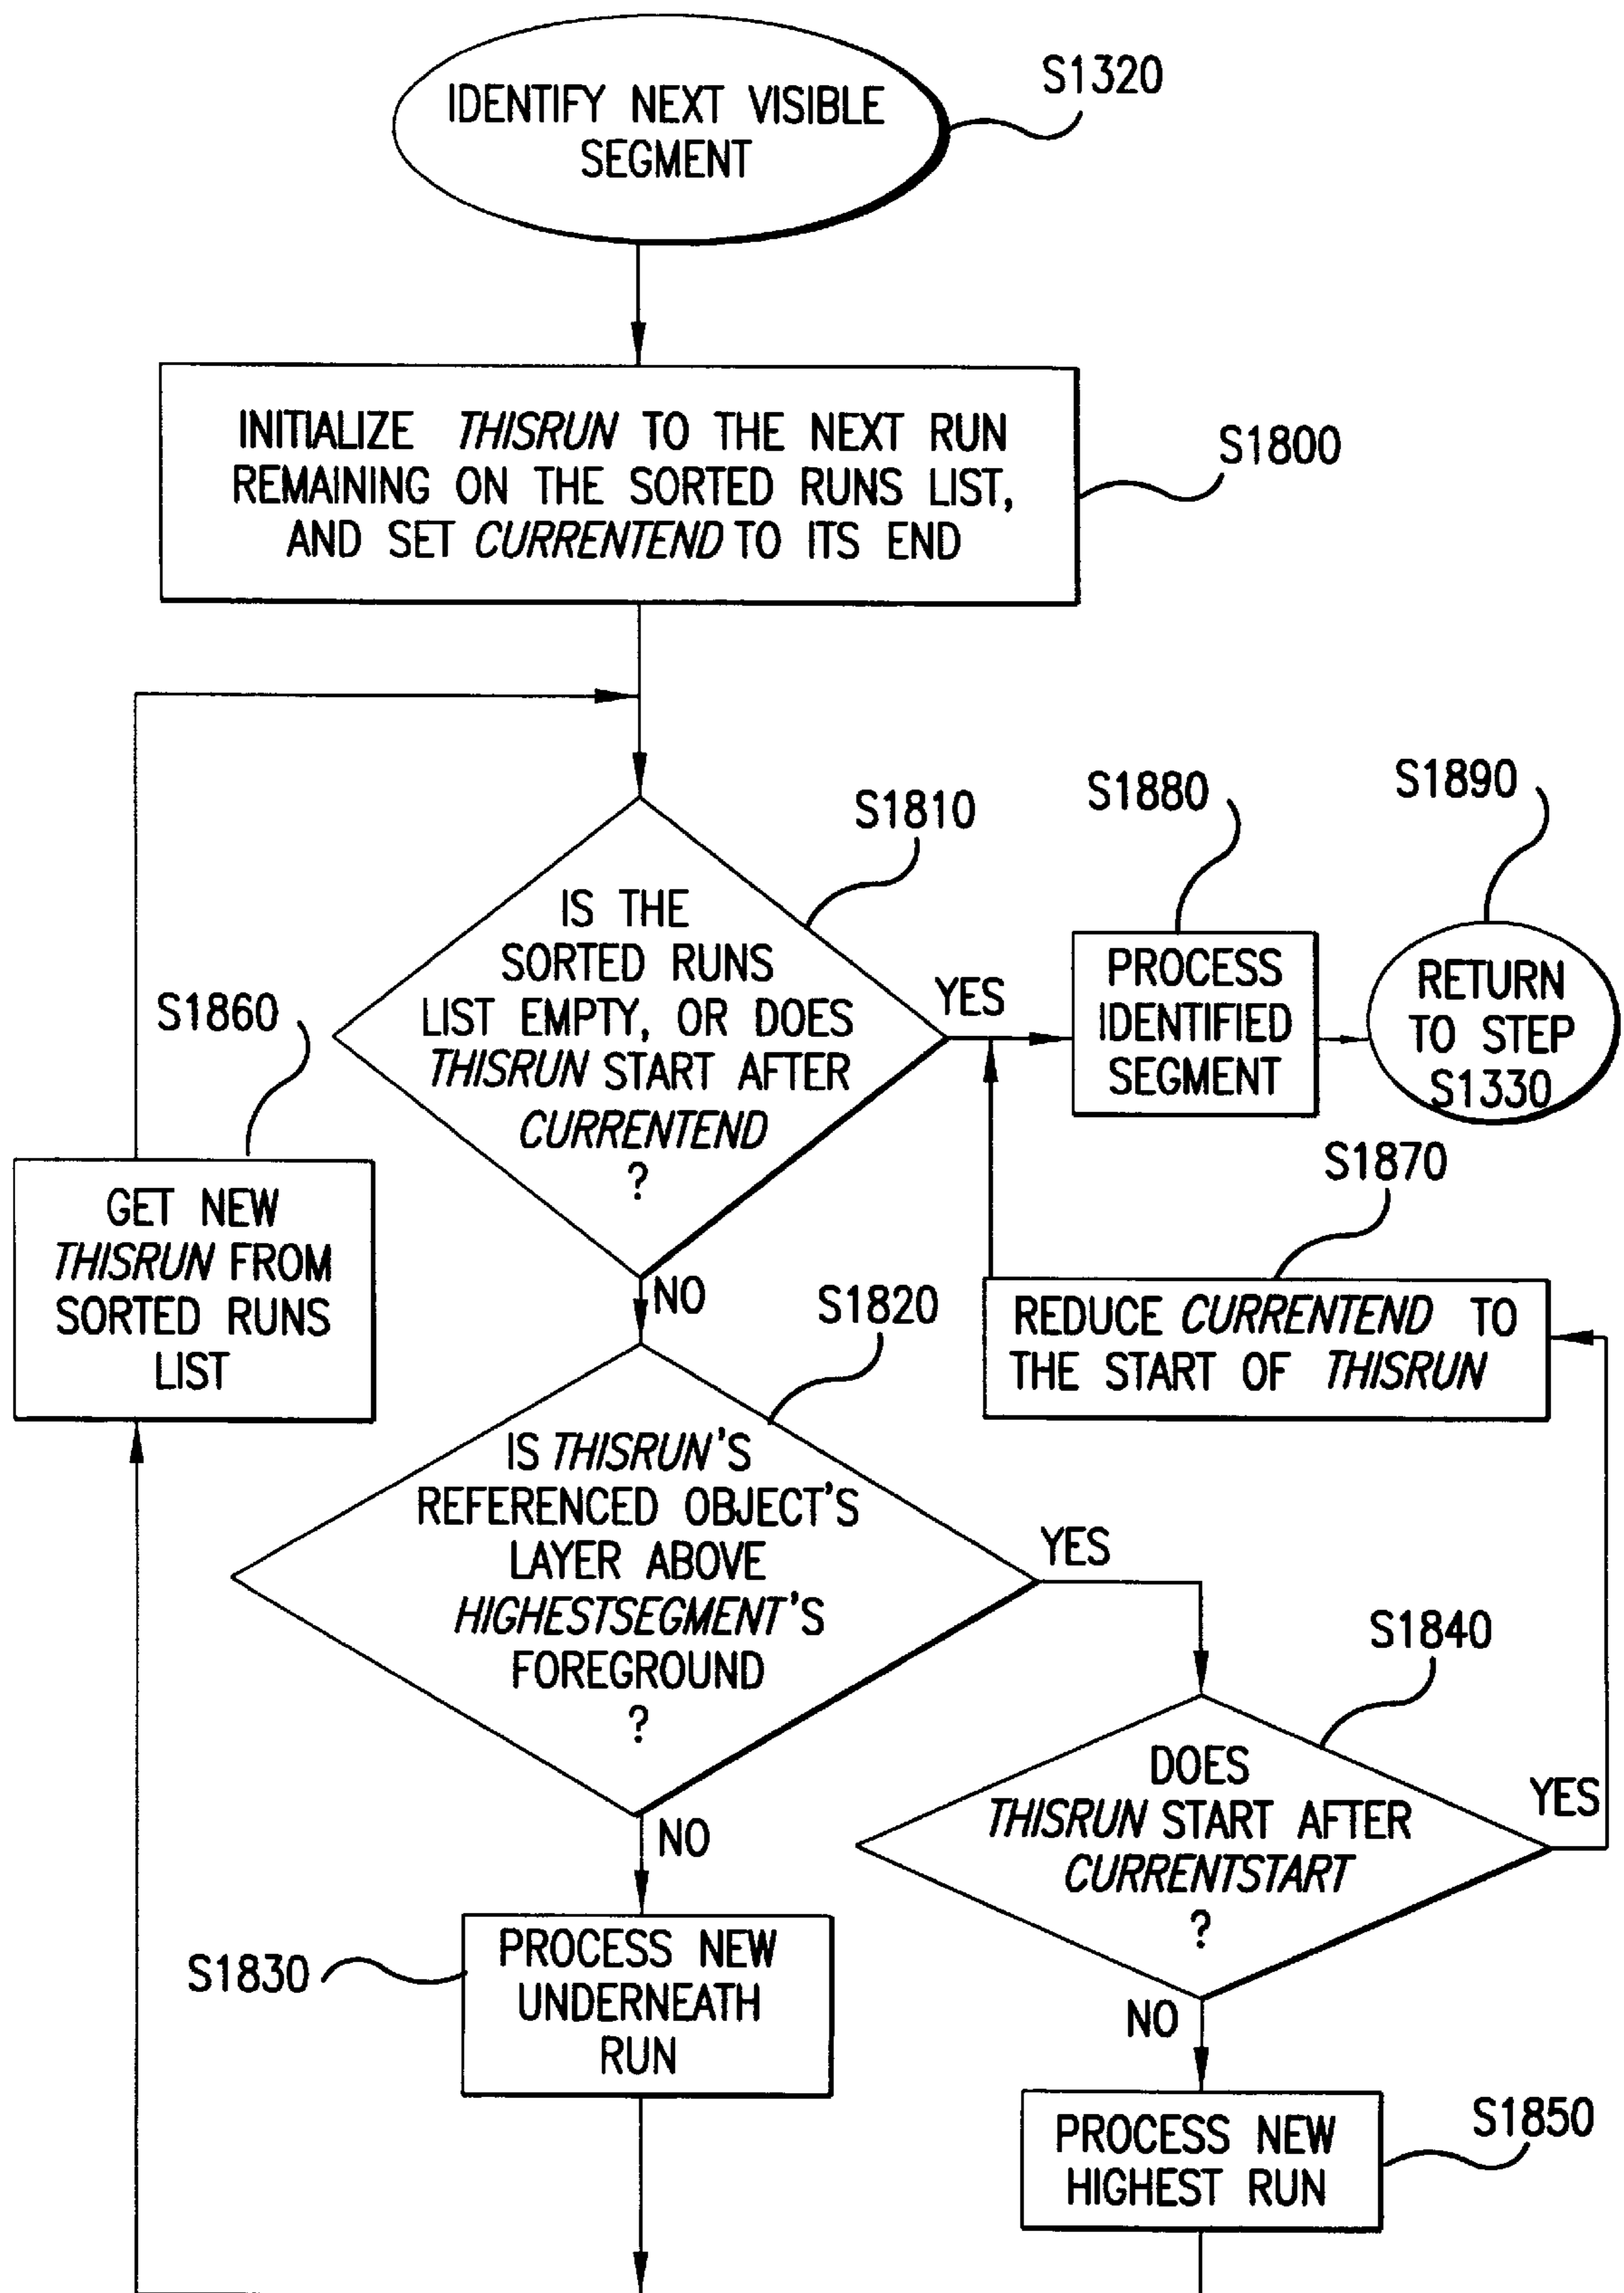 IDENTIFY NEXT VISIBLE
SEGMENT
S1320
INITIALIZE THISRUN TO THE NEXT RUN
REMAINING ON THE SORTED RUNS LIST,
AND SET CURRENTEND TO ITS END
S1800
S1810
IS THE
SORTED RUNS
LIST EMPTY, OR DOES
THISRUN START AFTER
CURRENTEND
?
YES
NO
S1880
PROCESS
IDENTIFIED
SEGMENT
S1890
RETURN
TO STEP
S1330
S1860
GET NEW
THISRUN FROM
SORTED RUNS
LIST
S1870
REDUCE CURRENTEND TO
THE START OF THISRUN
S1820
IS THISRUN'S
REFERENCED OBJECT'S
LAYER ABOVE
HIGHESTSEGMENT'S
FOREGROUND
?
YES
NO
S1840
DOES
THISRUN START AFTER
CURRENTSTART
?
YES
NO
S1830
PROCESS NEW
UNDERNEATH
RUN
PROCESS NEW
HIGHEST RUN
S1850